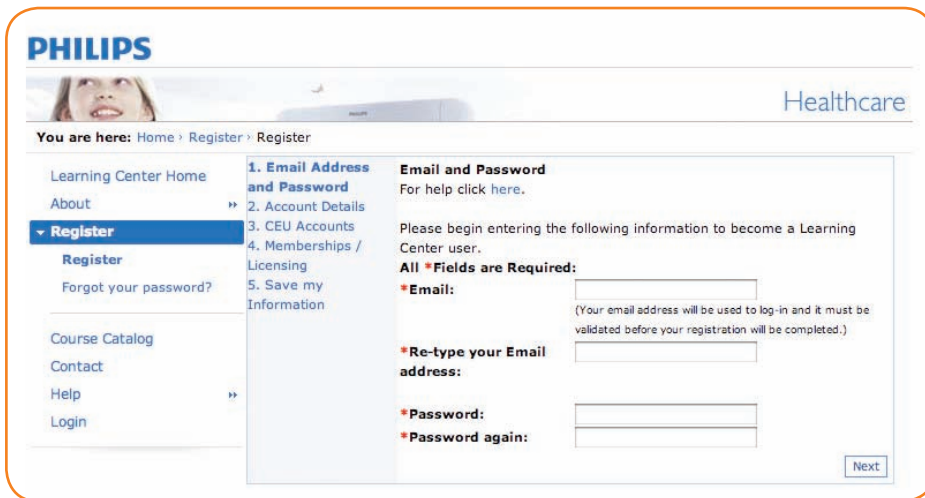 PHILIPS
Healthcare
You are here: Home › Register › Register
Learning Center Home
About
Register
Register
Forgot your password?
Course Catalog
Contact
Help
Login
1. Email Address
and Password
2. Account Details
3. CEU Accounts
4. Memberships /
Licensing
5. Save my
Information
Email and Password
For help click here.
Please begin entering the following information to become a Learning
Center user.
All *Fields are Required:
*Email:
(Your email address will be used to log-in and it must be
validated before your registration will be completed.)
*Re-type your Email
address:
*Password:
*Password again:
Next